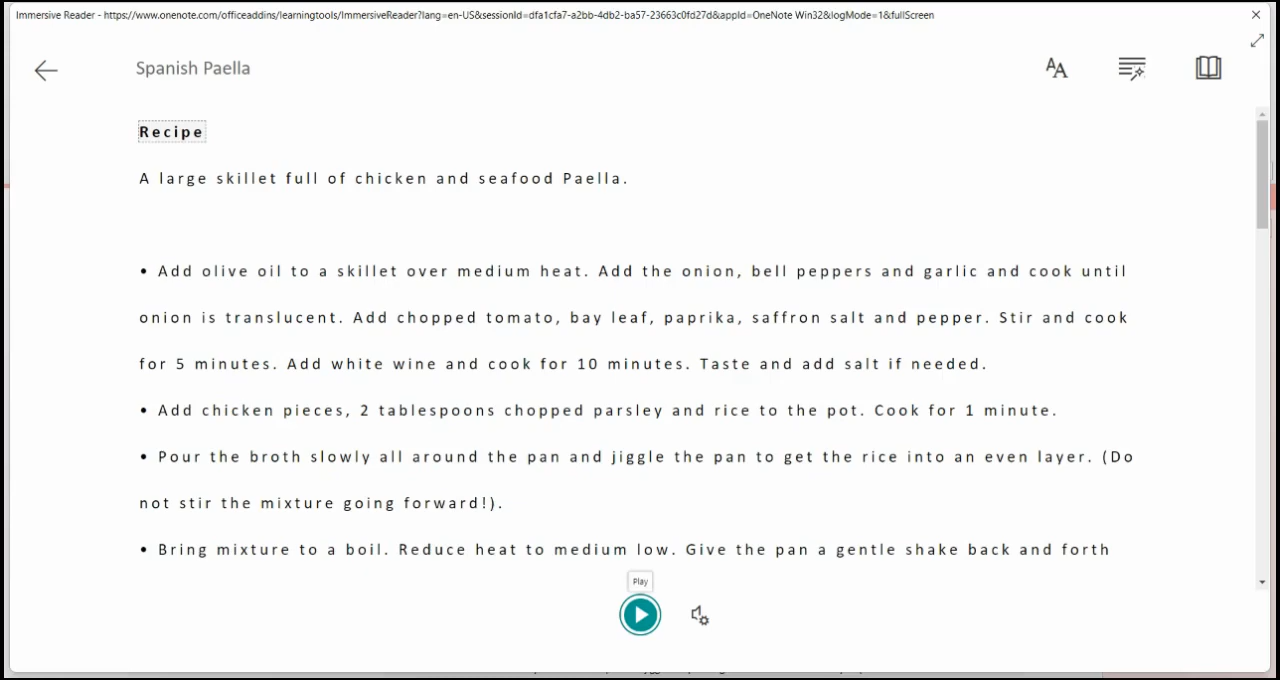 Immersive Reader - https://www.onenote.com/officeaddins/learningtools/ImmersiveReader?lang=en-US&sessionId=dfa1cfa7-a2bb-4db2-ba57-23663c0fd27d&appId=OneNote Win32&logMode=1&fullScreen
Spanish Paella
Recipe
A large skillet full of chicken and seafood Paella.
• Add olive oil to a skillet over medium heat. Add the onion, bell peppers and garlic and cook until
onion is translucent. Add chopped tomato, bay leaf, paprika, saffron salt and pepper. Stir and cook
for 5 minutes. Add white wine and cook for 10 minutes. Taste and add salt if needed.
• Add chicken pieces, 2 tablespoons chopped parsley and rice to the pot. Cook for 1 minute.
• Pour the broth slowly all around the pan and jiggle the pan to get the rice into an even layer. (Do
not stir the mixture going forward!).
• Bring mixture to a boil. Reduce heat to medium low. Give the pan a gentle shake back and forth
Play